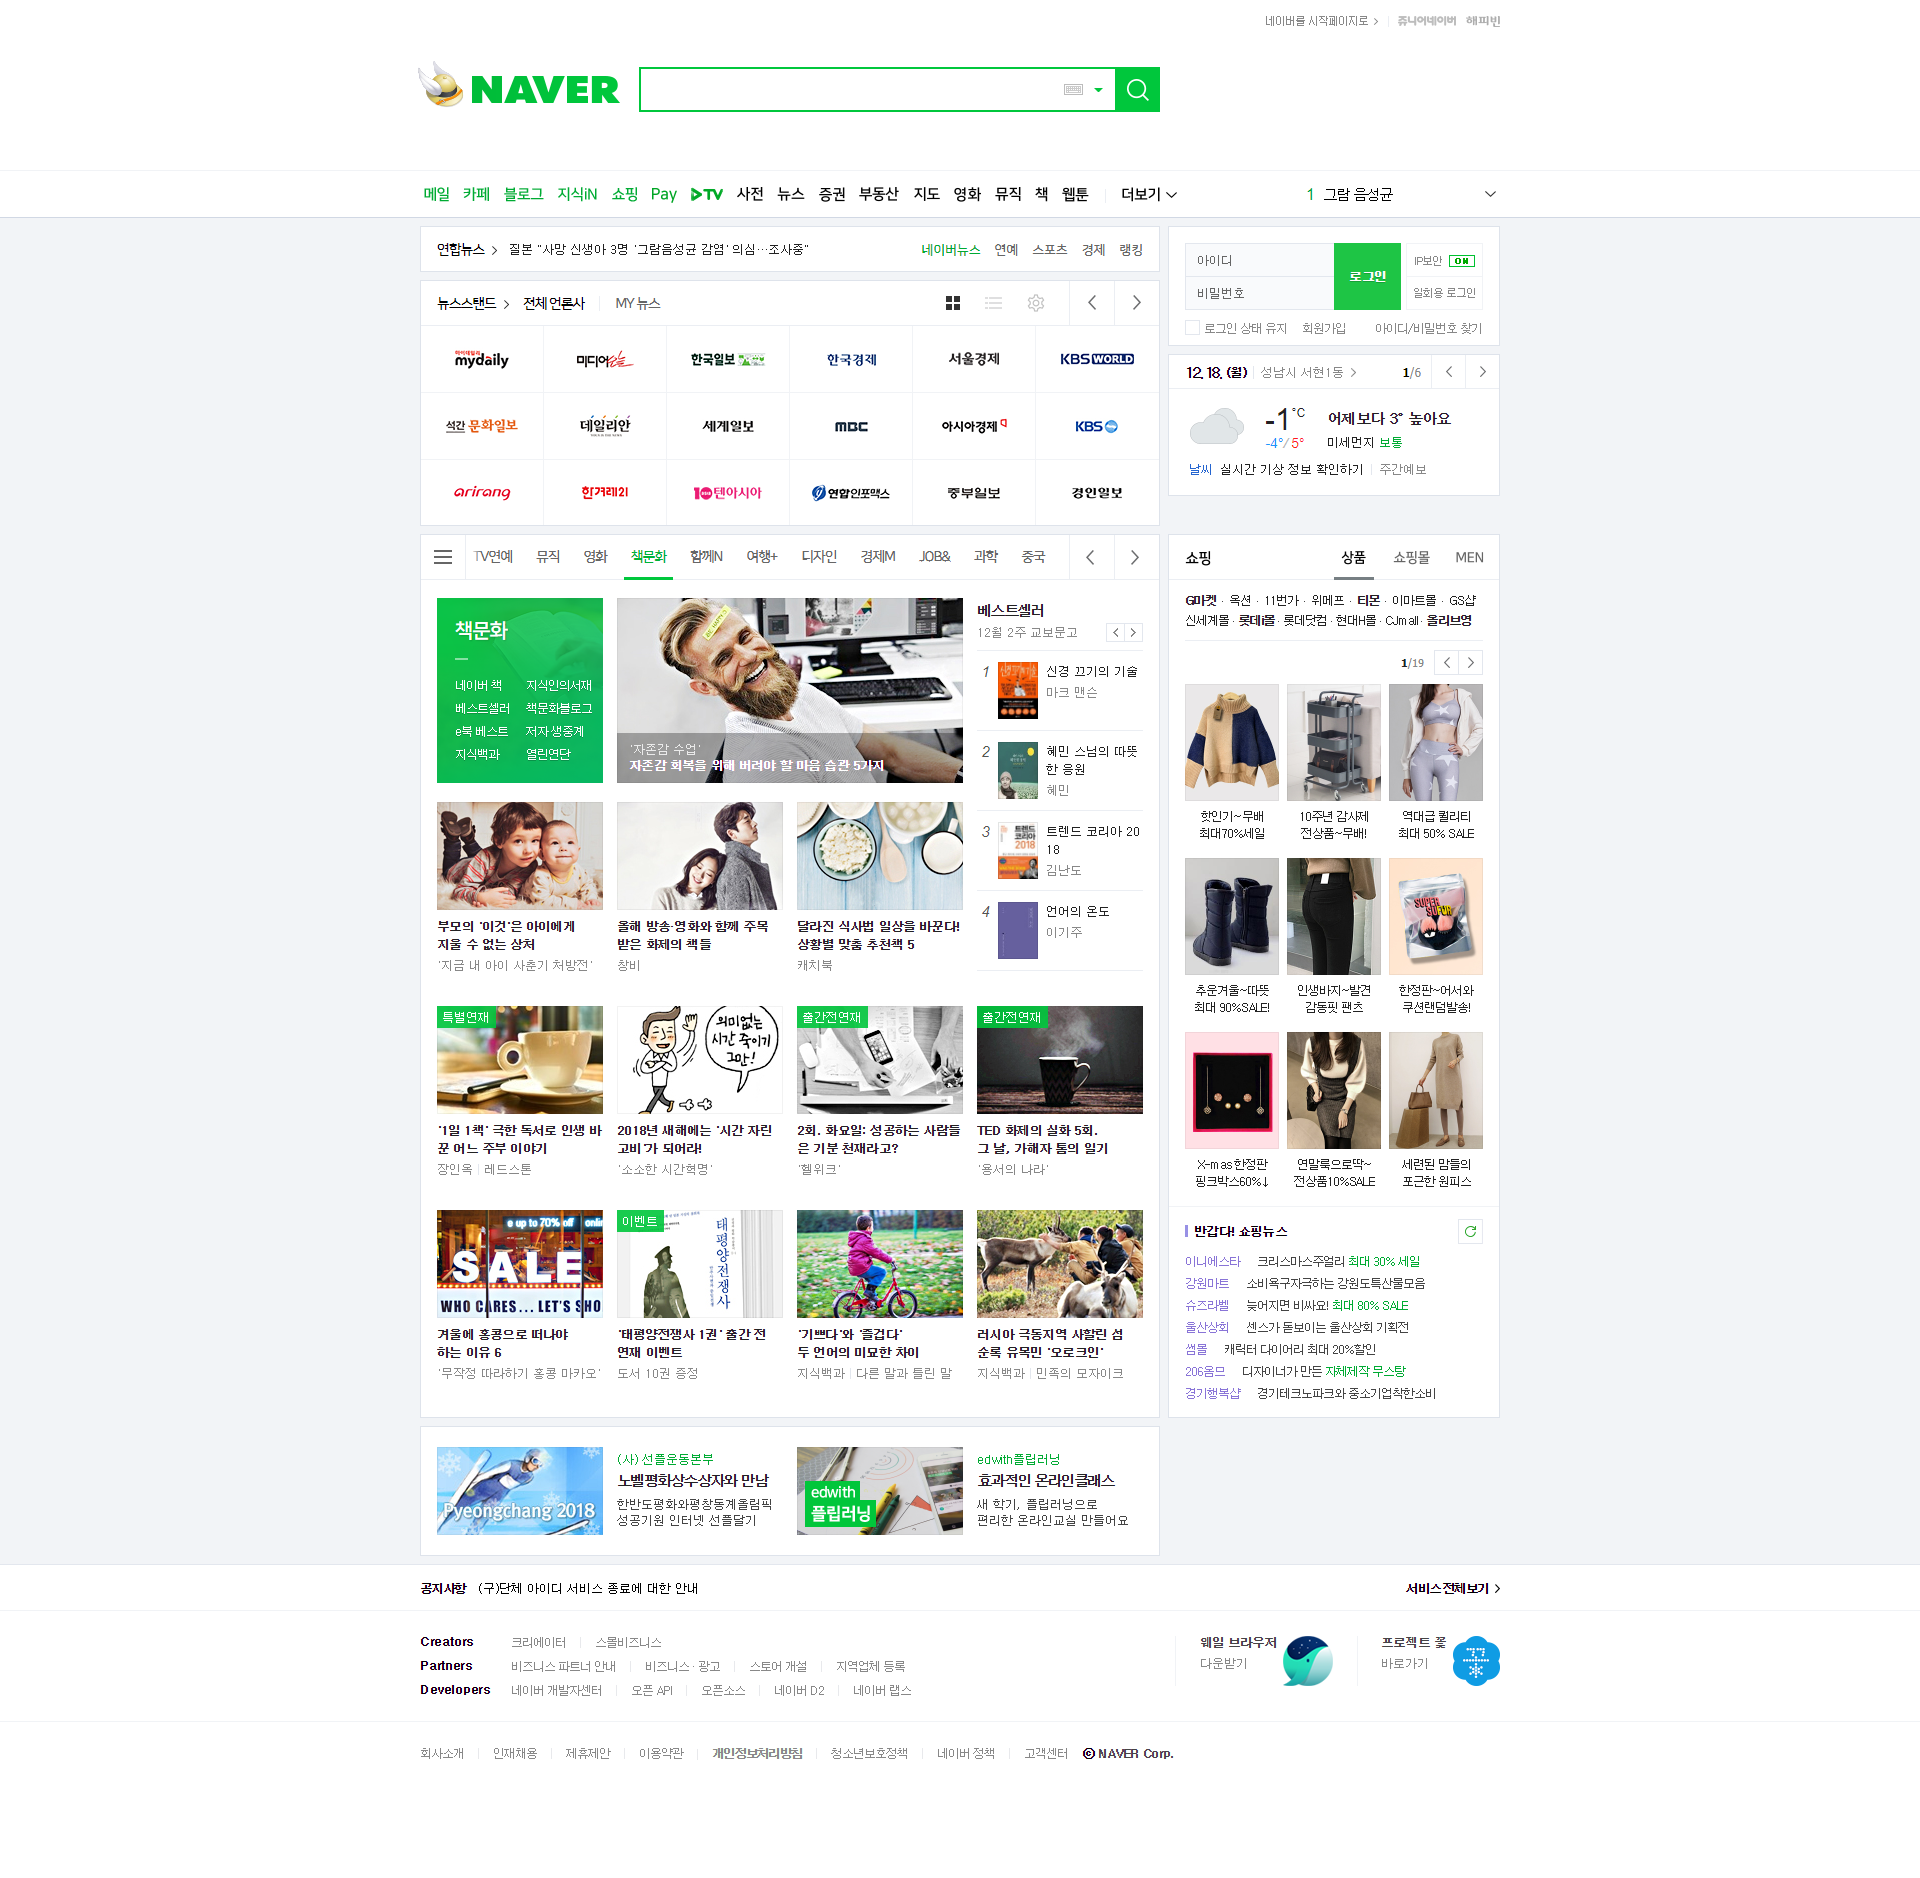 네이버를 시작페이지로
쥬니어네이버 해피빈
NAVER
메일 카페 블로그 지식iN 쇼핑 Pay TV 사전 뉴스 증권 부동산 지도 영화 뮤직 책 웹툰 더보기
1 그람 음성균
연합뉴스 질본 "사망 신생아 3명 '그람음성균 감염' 의심…조사중"
네이버뉴스 연예 스포츠 경제 랭킹
뉴스스탠드 전체 언론사 MY 뉴스
mydaily 미디어오늘 한국일보 한국경제 서울경제 KBS WORLD
석간 문화일보 데일리안 세계일보 MBC 아시아경제 KBS
arirang 한겨레21 10 텐아시아 연합인포맥스 중부일보 경인일보
아이디
비밀번호
로그인
IP보안 ON
일회용 로그인
로그인 상태 유지 회원가입 아이디/비밀번호 찾기
12. 18. (월) 성남시 서현1동 1/6
-1°C 어제보다 3° 높아요
-4°/ 5° 미세먼지 보통
날씨 실시간 기상 정보 확인하기 주간예보
TV연예 뮤직 영화 책문화 함께N 여행+ 디자인 경제M JOB& 과학 중국
책문화
네이버 책 지식인의서재
베스트셀러 책문화블로그
e북 베스트 저자 생중계
지식백과 열린연단
BE HAPPY
'자존감 수업'
자존감 회복을 위해 버려야 할 마음 습관 5가지
베스트셀러
12월 2주 교보문고
1 신경 끄기의 기술
마크 맨슨
2 혜민 스님의 따뜻
한 응원
혜민
3 트렌드 코리아 20
18
김난도
트렌드
코리아
2018
4 언어의 온도
이기주
부모의 '이것'은 아이에게
지울 수 없는 상처
'지금 내 아이 사춘기 처방전'
올해 방송·영화와 함께 주목
받은 화제의 책들
창비
달라진 식사법 일상을 바꾼다!
상황별 맞춤 추천책 5
캐치북
특별연재
'1일 1책' 극한 독서로 인생 바
꾼 어느 주부 이야기
장인옥 레드스톤
의미없는
시간 죽이기
그만!
2018년 새해에는 '시간 자린
고비'가 되어라!
'소소한 시간혁명'
출간전연재
2회. 화요일: 성공하는 사람들
은 기분 천재라고?
'헬위크'
출간전연재
TED 화제의 실화 5회.
그 날, 가해자 톰의 일기
'용서의 나라'
e up to 70% off onlin
SALE
WHO CARES... LET'S SHO
겨울에 홍콩으로 떠나야
하는 이유 6
'무작정 따라하기 홍콩 마카오'
이벤트
태평양전쟁사
'태평양전쟁사 1권' 출간 전
연재 이벤트
도서 10권 증정
'기쁘다'와 '즐겁다'
두 언어의 미묘한 차이
지식백과 다른 말과 틀린 말
러시아 극동지역 사할린 섬
순록 유목민 '오로크인'
지식백과 민족의 모자이크
쇼핑 상품 쇼핑몰 MEN
G마켓 · 옥션 · 11번가 · 위메프 · 티몬 · 이마트몰 · GS샵
신세계몰 · 롯데i몰 · 롯데닷컴 · 현대H몰 · CJmall · 올리브영
1/19
핫인기~무배
최대70%세일
10주년 감사제
전상품~무배!
역대급 퀄리티
최대 50% SALE
추운겨울~따뜻
최대 90%SALE!
인생바지~발견
감동핏 팬츠
한정판~어서와
쿠션랜덤발송!
X-mas한정판
핑크박스60%↓
연말룩으로딱~
전상품10%SALE
세련된 맘들의
포근한 원피스
반갑다! 쇼핑뉴스
이니에스타 크리스마스주얼리 최대 30% 세일
강원마트 소비욕구자극하는 강원도특산물모음
슈즈라벨 늦어지면 비싸요! 최대 80% SALE
울산상회 센스가 돋보이는 울산상회 기획전
썸몰 캐릭터 다이어리 최대 20%할인
206옴므 디자이너가 만든 자체제작 무스탕
경기행복샵 경기테크노파크와 중소기업착한소비
Pyeongchang 2018
(사) 선플운동본부
노벨평화상수상자와 만남
한반도평화와평창동계올림픽
성공기원 인터넷 선플달기
edwith
플립러닝
edwith플립러닝
효과적인 온라인클래스
새 학기, 플립러닝으로
편리한 온라인교실 만들어요
공지사항 (구)단체 아이디 서비스 종료에 대한 안내
서비스 전체보기
Creators 크리에이터 스몰비즈니스
Partners 비즈니스 파트너 안내 비즈니스 · 광고 스토어 개설 지역업체 등록
Developers 네이버 개발자센터 오픈 API 오픈소스 네이버 D2 네이버 랩스
웨일 브라우저
다운받기
프로젝트 꽃
바로가기
회사소개 인재채용 제휴제안 이용약관 개인정보처리방침 청소년보호정책 네이버 정책 고객센터 ⓒ NAVER Corp.